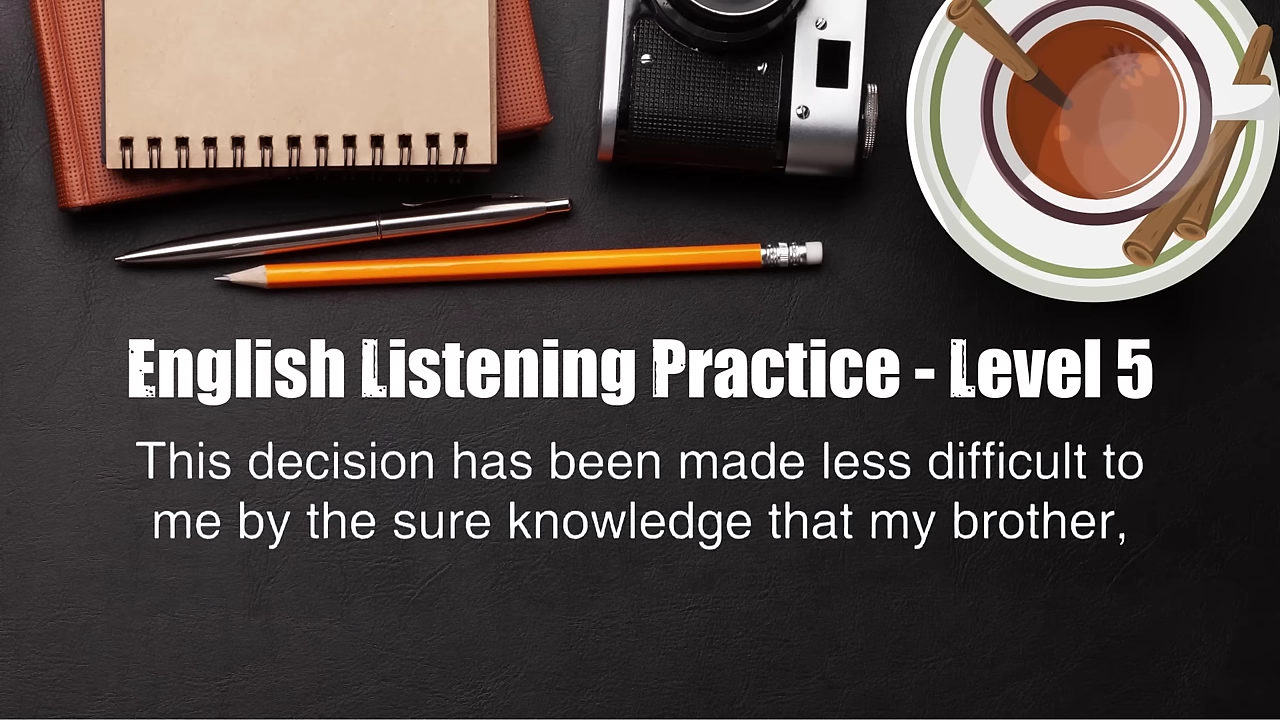 English Listening Practice - Level 5
This decision has been made less difficult to
me by the sure knowledge that my brother,